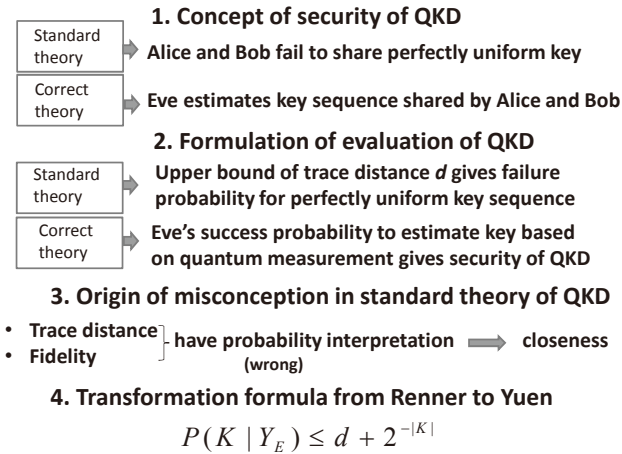 1. Concept of security of QKD
Standard
theory
Alice and Bob fail to share perfectly uniform key
Correct
theory
Eve estimates key sequence shared by Alice and Bob
2. Formulation of evaluation of QKD
Standard
theory
Upper bound of trace distance d gives failure
probability for perfectly uniform key sequence
Correct
theory
Eve's success probability to estimate key based
on quantum measurement gives security of QKD
3. Origin of misconception in standard theory of QKD
• Trace distance
• Fidelity
have probability interpretation
(wrong)
closeness
4. Transformation formula from Renner to Yuen
P(K | Y_E) ≤ d + 2^{-|K|}